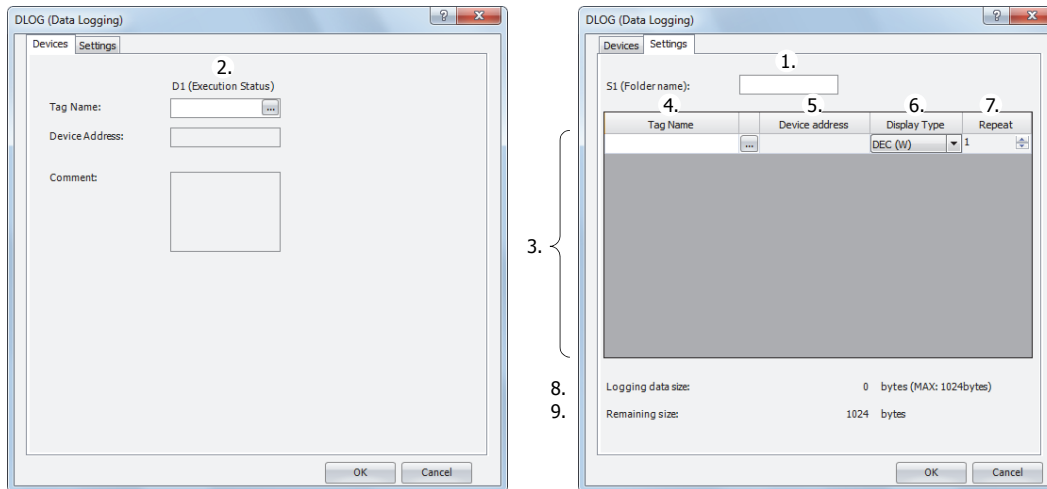 DLOG (Data Logging)
Devices Settings
2.
D1 (Execution Status)
Tag Name: ...
Device Address:
Comment:
OK Cancel
DLOG (Data Logging)
Devices Settings
1.
S1 (Folder name):
4. 5. 6. 7.
Tag Name Device address Display Type Repeat
... DEC (W) 1
3.
8. Logging data size: 0 bytes (MAX: 1024bytes)
9. Remaining size: 1024 bytes
OK Cancel